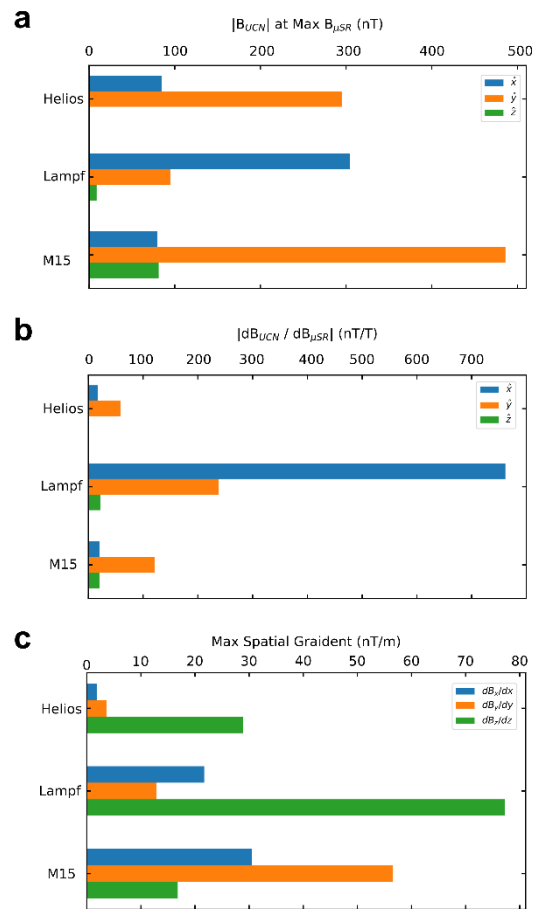 a
|B_UCN| at Max B_μSR (nT)
0 100 200 300 400 500
x̂
ŷ
ẑ
Helios
Lampf
M15
b
|dB_UCN / dB_μSR| (nT/T)
0 100 200 300 400 500 600 700
x̂
ŷ
ẑ
Helios
Lampf
M15
c
Max Spatial Graident (nT/m)
0 10 20 30 40 50 60 70 80
dB_x/dx
dB_y/dy
dB_z/dz
Helios
Lampf
M15